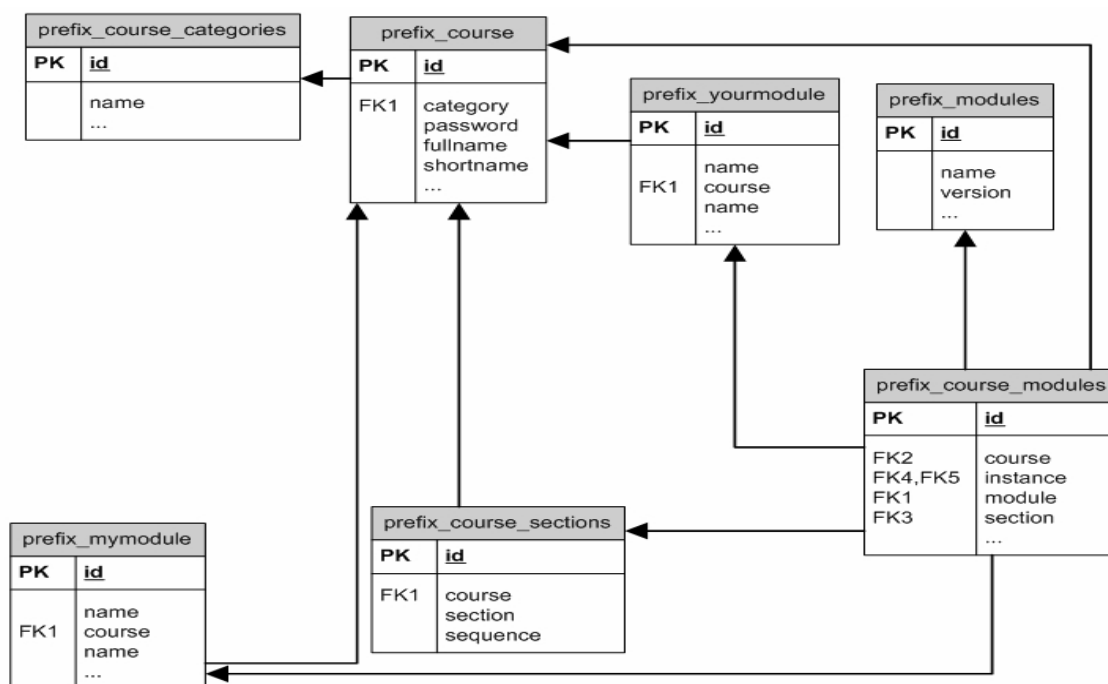 prefix_course_categories
PK id
name
...
prefix_course
PK id
FK1 category
password
fullname
shortname
...
prefix_yourmodule
PK id
name
FK1 course
name
...
prefix_modules
PK id
name
version
...
prefix_course_modules
PK id
FK2 course
FK4,FK5 instance
FK1 module
FK3 section
...
prefix_course_sections
PK id
FK1 course
section
sequence
prefix_mymodule
PK id
name
FK1 course
name
...